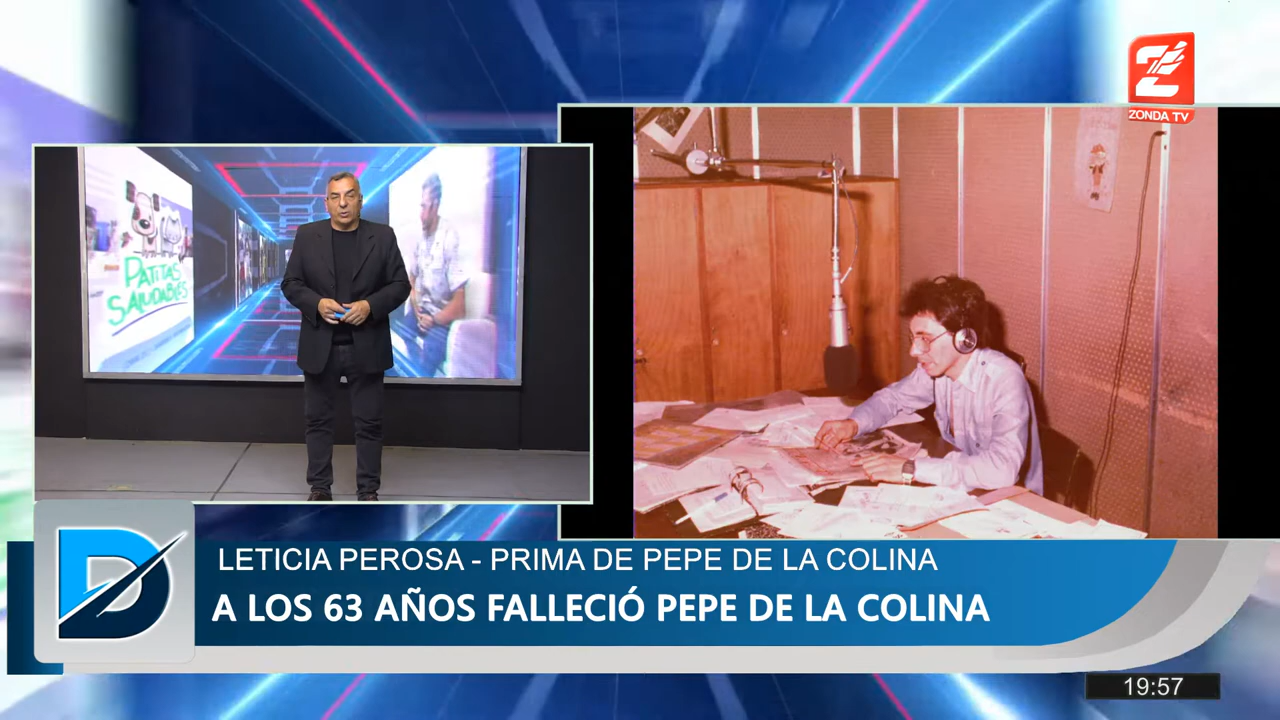 ZONDA TV
PATITAS
SALUDABLES
LETICIA PEROSA - PRIMA DE PEPE DE LA COLINA
A LOS 63 AÑOS FALLECIÓ PEPE DE LA COLINA
19:57